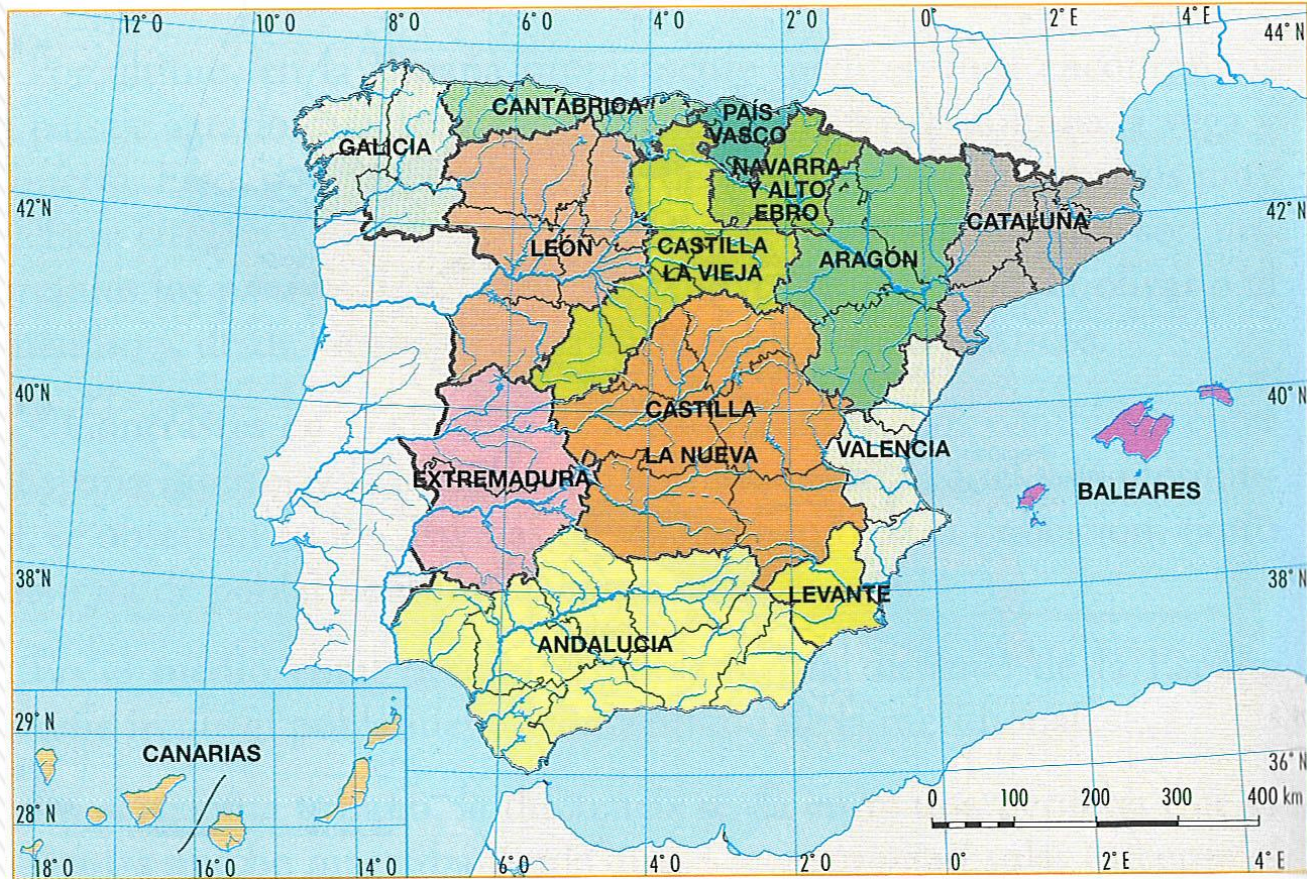 12° O
10° O
8° O
6° O
4° O
2° O
0°
2° E
4° E
44° N
CANTÁBRICA
PAÍS
VASCO
GALICIA
NAVARRA
Y ALTO
EBRO
42° N
42° N
CATALUÑA
LEÓN
CASTILLA
LA VIEJA
ARAGÓN
40° N
40° N
CASTILLA
LA NUEVA
VALENCIA
EXTREMADURA
BALEARES
38° N
38° N
LEVANTE
ANDALUCIA
29° N
CANARIAS
36° N
28° N
0
100
200
300
400 km
18° O
16° O
14° O
6° O
4° O
2° O
0°
2° E
4° E